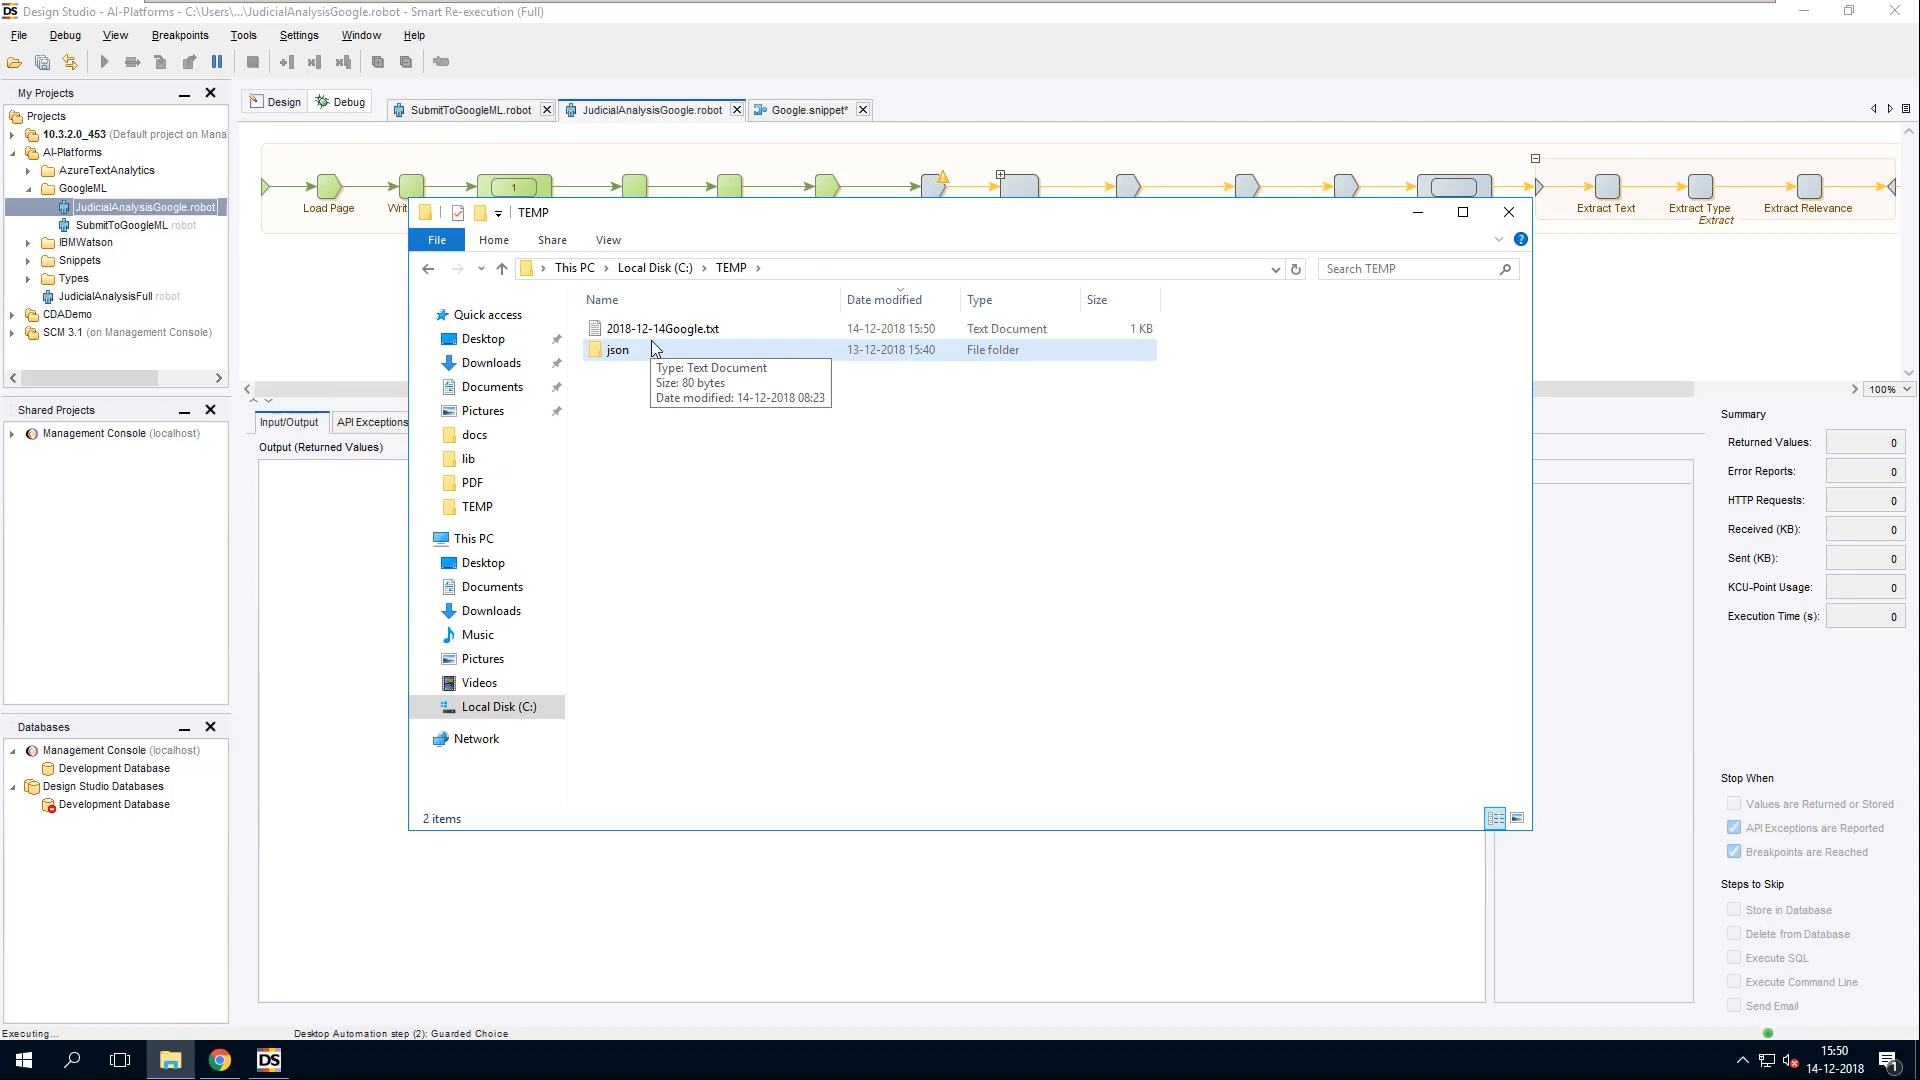 DS Design Studio - AI-Platforms - C:\Users\...\JudicialAnalysisGoogle.robot - Smart Re-execution (Full)
File Debug View Breakpoints Tools Settings Window Help
My Projects
Projects
10.3.2.0_453 (Default project on Mana
AI-Platforms
AzureTextAnalytics
GoogleML
JudicialAnalysisGoogle.robot
SubmitToGoogleML.robot
IBMWatson
Snippets
Types
JudicialAnalysisFull.robot
CDADemo
SCM 3.1 (on Management Console)
Shared Projects
Management Console (localhost)
Databases
Management Console (localhost)
Development Database
Design Studio Databases
Development Database
Design Debug
SubmitToGoogleML.robot JudicialAnalysisGoogle.robot Google.snippet*
1
Load Page
Writ
Extract Text Extract Type Extract Relevance
Extract
100%
TEMP
File Home Share View
This PC Local Disk (C:) TEMP
Search TEMP
Name Date modified Type Size
2018-12-14Google.txt 14-12-2018 15:50 Text Document 1 KB
json 13-12-2018 15:40 File folder
Type: Text Document
Size: 80 bytes
Date modified: 14-12-2018 08:23
Quick access
Desktop
Downloads
Documents
Pictures
docs
lib
PDF
TEMP
This PC
Desktop
Documents
Downloads
Music
Pictures
Videos
Local Disk (C:)
Network
2 items
Input/Output API Exceptions
Output (Returned Values)
Summary
Returned Values: 0
Error Reports: 0
HTTP Requests: 0
Received (KB): 0
Sent (KB): 0
KCU-Point Usage: 0
Execution Time (s): 0
Stop When
Values are Returned or Stored
API Exceptions are Reported
Breakpoints are Reached
Steps to Skip
Store in Database
Delete from Database
Execute SQL
Execute Command Line
Send Email
Executing... Desktop Automation step (2): Guarded Choice
DS
15:50
14-12-2018
1